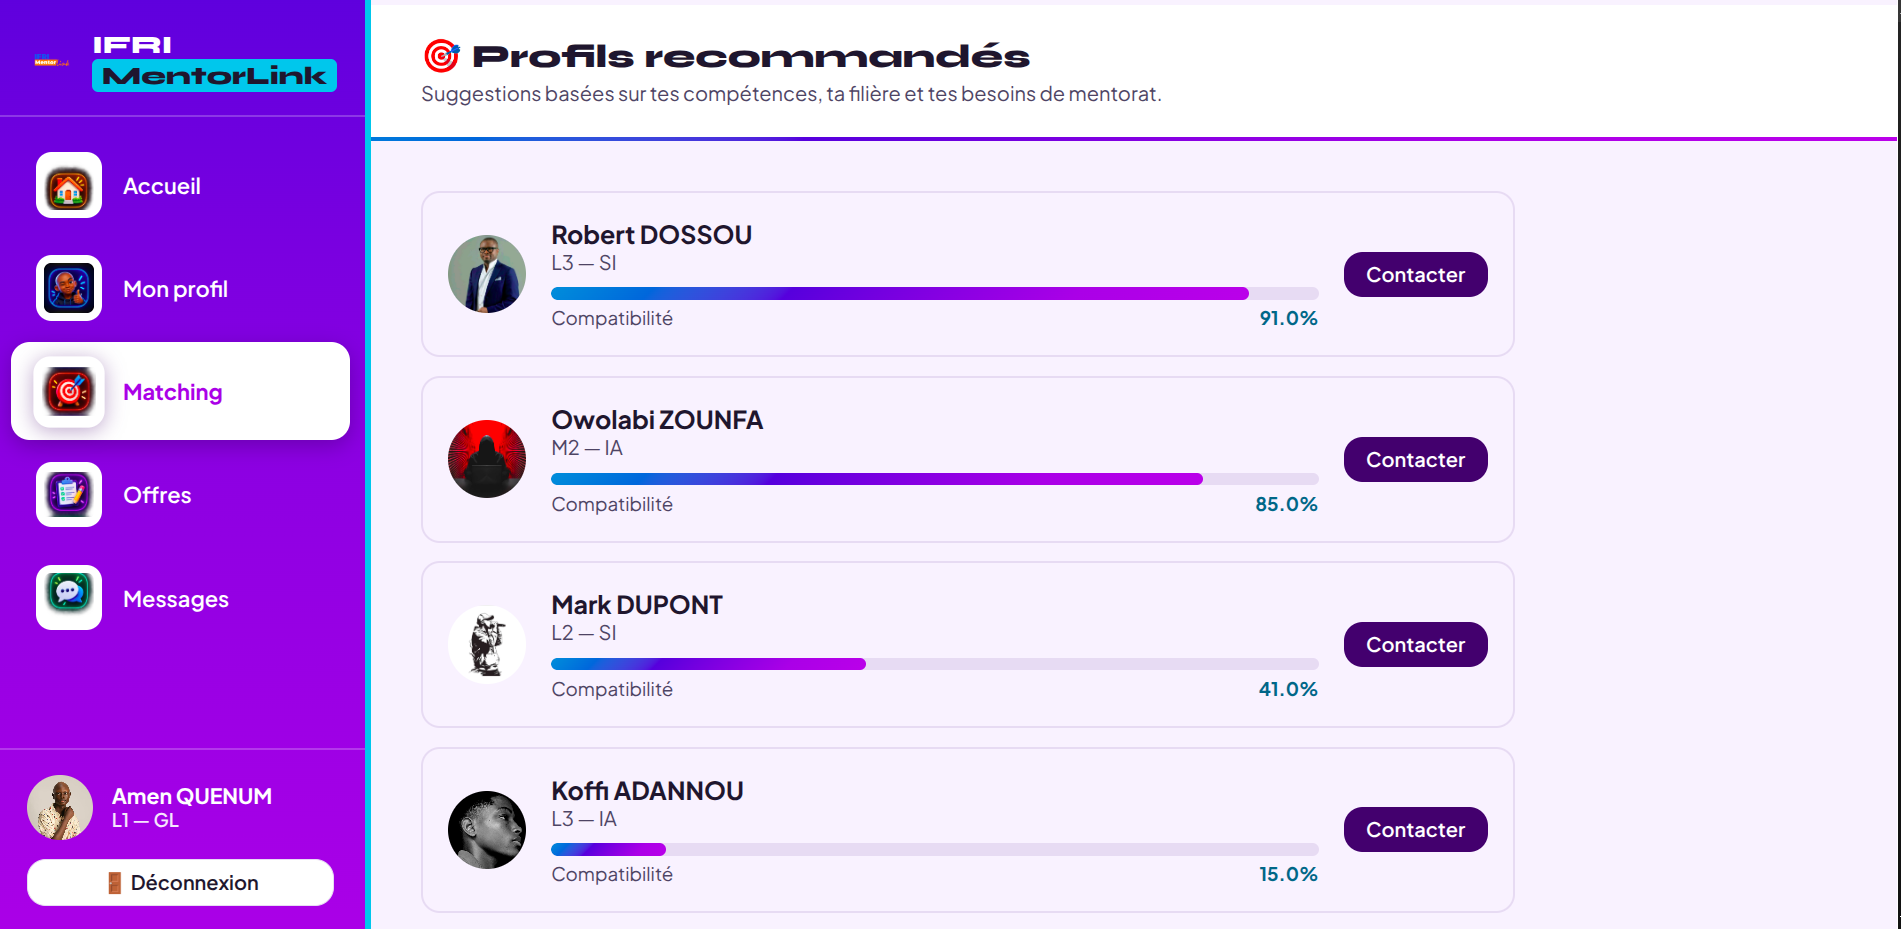 IFRI
MentorLink
Accueil
Mon profil
Matching
Offres
Messages
Amen QUENUM
L1 — GL
Déconnexion
Profils recommandés
Suggestions basées sur tes compétences, ta filière et tes besoins de mentorat.
Robert DOSSOU
L3 — SI
Compatibilité 91.0%
Contacter
Owolabi ZOUNFA
M2 — IA
Compatibilité 85.0%
Contacter
Mark DUPONT
L2 — SI
Compatibilité 41.0%
Contacter
Koffi ADANNOU
L3 — IA
Compatibilité 15.0%
Contacter